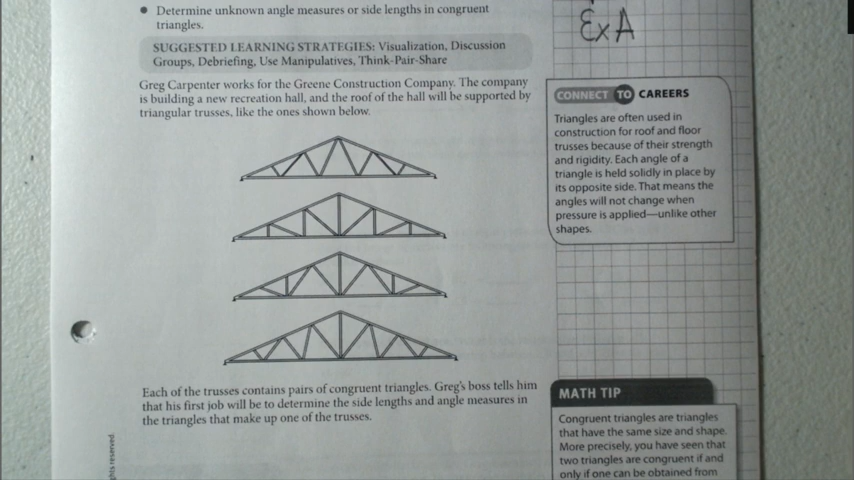 • Determine unknown angle measures or side lengths in congruent
triangles.
SUGGESTED LEARNING STRATEGIES: Visualization, Discussion
Groups, Debriefing, Use Manipulatives, Think-Pair-Share
Greg Carpenter works for the Greene Construction Company. The company
is building a new recreation hall, and the roof of the hall will be supported by
triangular trusses, like the ones shown below.
Each of the trusses contains pairs of congruent triangles. Greg's boss tells him
that his first job will be to determine the side lengths and angle measures in
the triangles that make up one of the trusses.
Ex A
CONNECT TO CAREERS
Triangles are often used in
construction for roof and floor
trusses because of their strength
and rigidity. Each angle of a
triangle is held solidly in place by
its opposite side. That means the
angles will not change when
pressure is applied—unlike other
shapes.
MATH TIP
Congruent triangles are triangles
that have the same size and shape.
More precisely, you have seen that
two triangles are congruent if and
only if one can be obtained from
hts reserved.